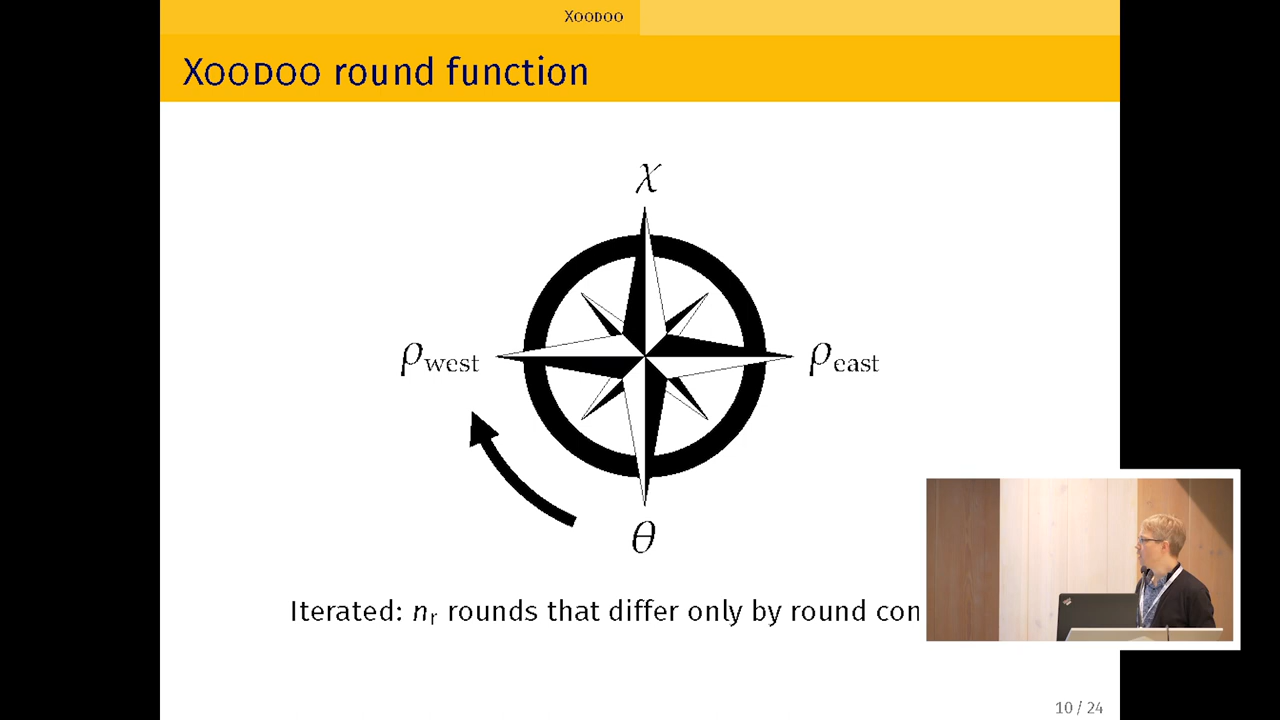 XOODOO
XOODOO round function
χ
ρwest
ρeast
θ
Iterated: nr rounds that differ only by round con
10 / 24